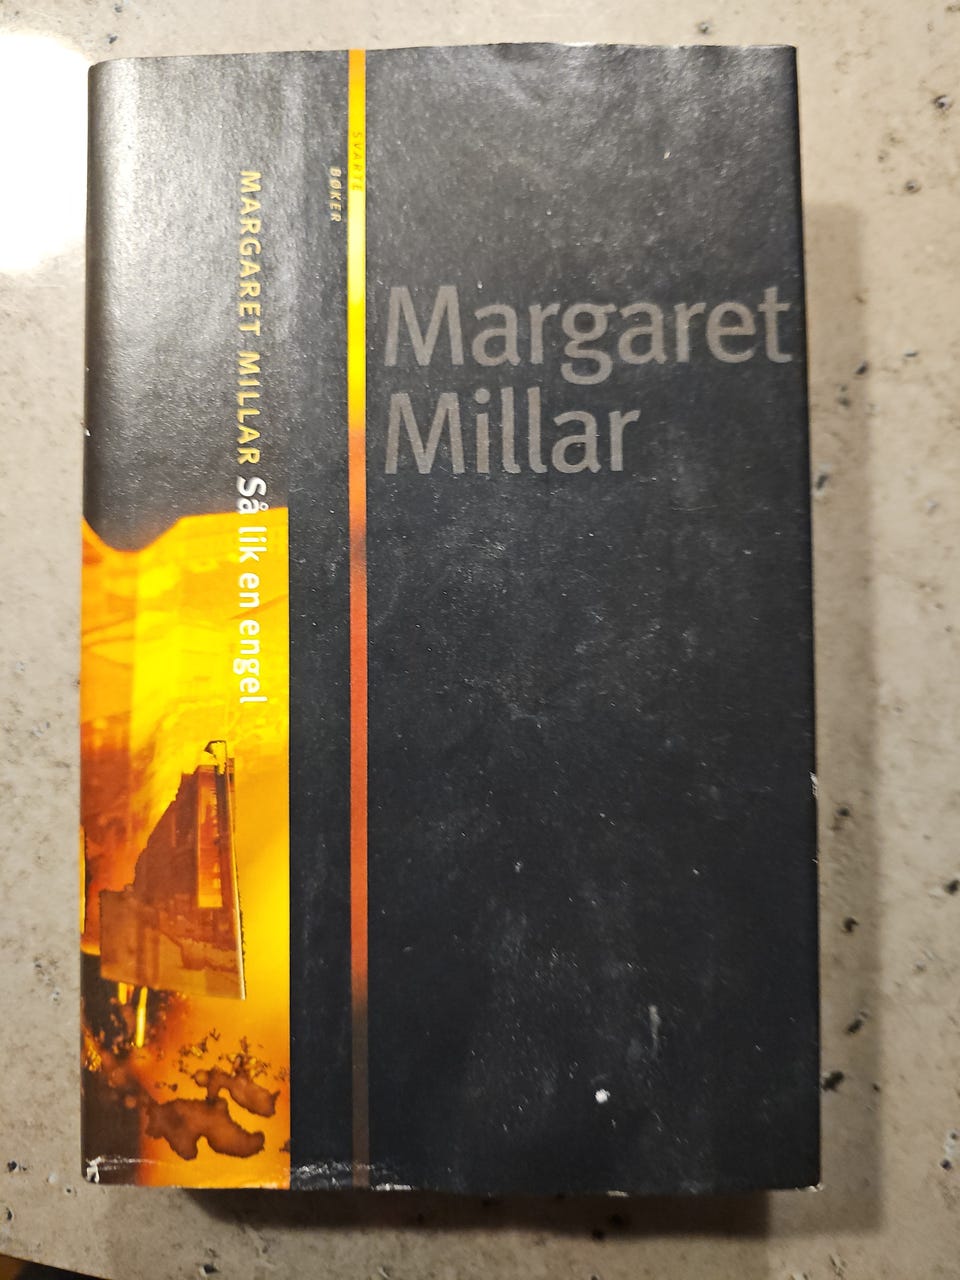 SVARTE
BØKER
MARGARET MILLAR Så lik en engel
Margaret
Millar